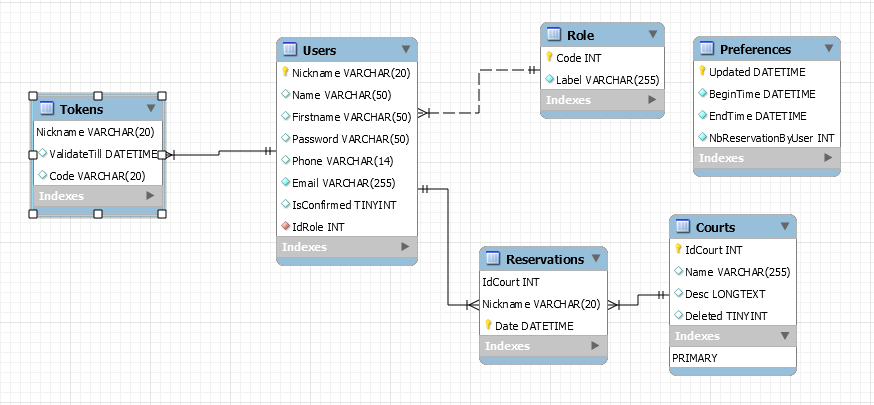 Tokens
Nickname VARCHAR(20)
ValidateTill DATETIME
Code VARCHAR(20)
Indexes
Users
Nickname VARCHAR(20)
Name VARCHAR(50)
Firstname VARCHAR(50)
Password VARCHAR(50)
Phone VARCHAR(14)
Email VARCHAR(255)
IsConfirmed TINYINT
IdRole INT
Indexes
Role
Code INT
Label VARCHAR(255)
Indexes
Preferences
Updated DATETIME
BeginTime DATETIME
EndTime DATETIME
NbReservationByUser INT
Indexes
Reservations
IdCourt INT
Nickname VARCHAR(20)
Date DATETIME
Indexes
Courts
IdCourt INT
Name VARCHAR(255)
Desc LONGTEXT
Deleted TINYINT
Indexes
PRIMARY